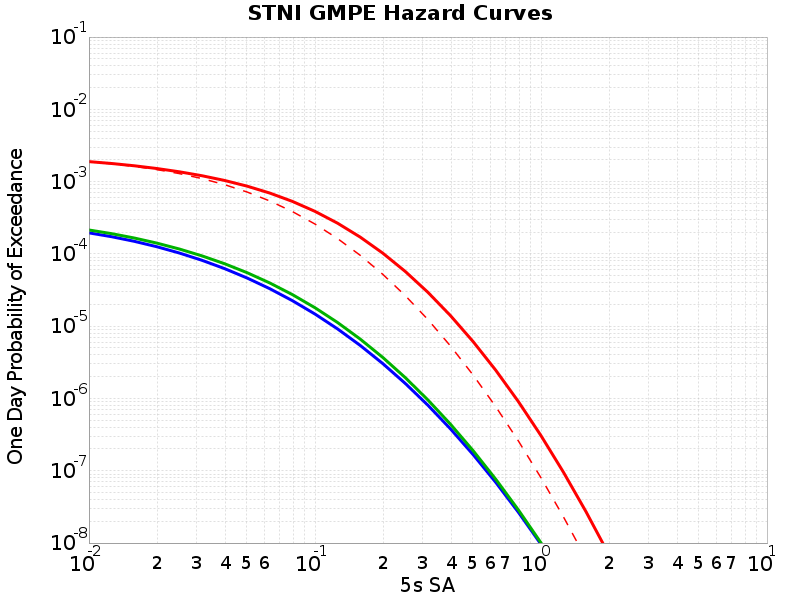 STNI GMPE Hazard Curves
One Day Probability of Exceedance
10^-1
10^-2
10^-3
10^-4
10^-5
10^-6
10^-7
10^-8
10^-2 2 3 4 5 6 10^-1 2 3 4 5 6 7 10^0 2 3 4 5 6 7 10^1
5s SA